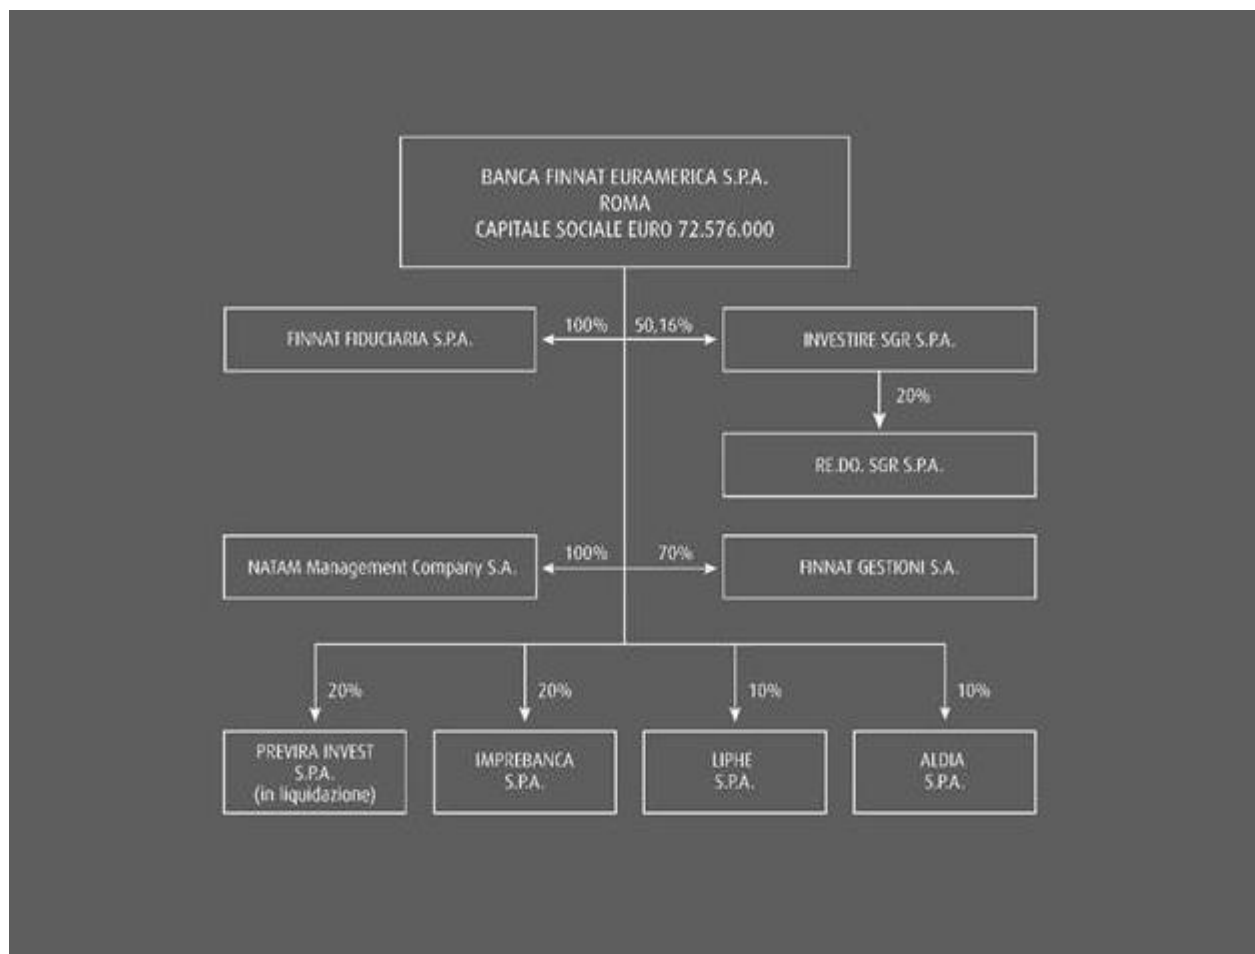 BANCA FINNAT EURAMERICA S.P.A.
ROMA
CAPITALE SOCIALE EURO 72.576.000
FINNAT FIDUCIARIA S.P.A.
100%
50,16%
INVESTIRE SGR S.P.A.
20%
RE.DO. SGR S.P.A.
NATAM Management Company S.A.
100%
70%
FINNAT GESTIONI S.A.
20%
20%
10%
10%
PREVIRA INVEST
S.P.A.
(in liquidazione)
IMPREBANCA
S.P.A.
LIPHE
S.P.A.
ALDIA
S.P.A.